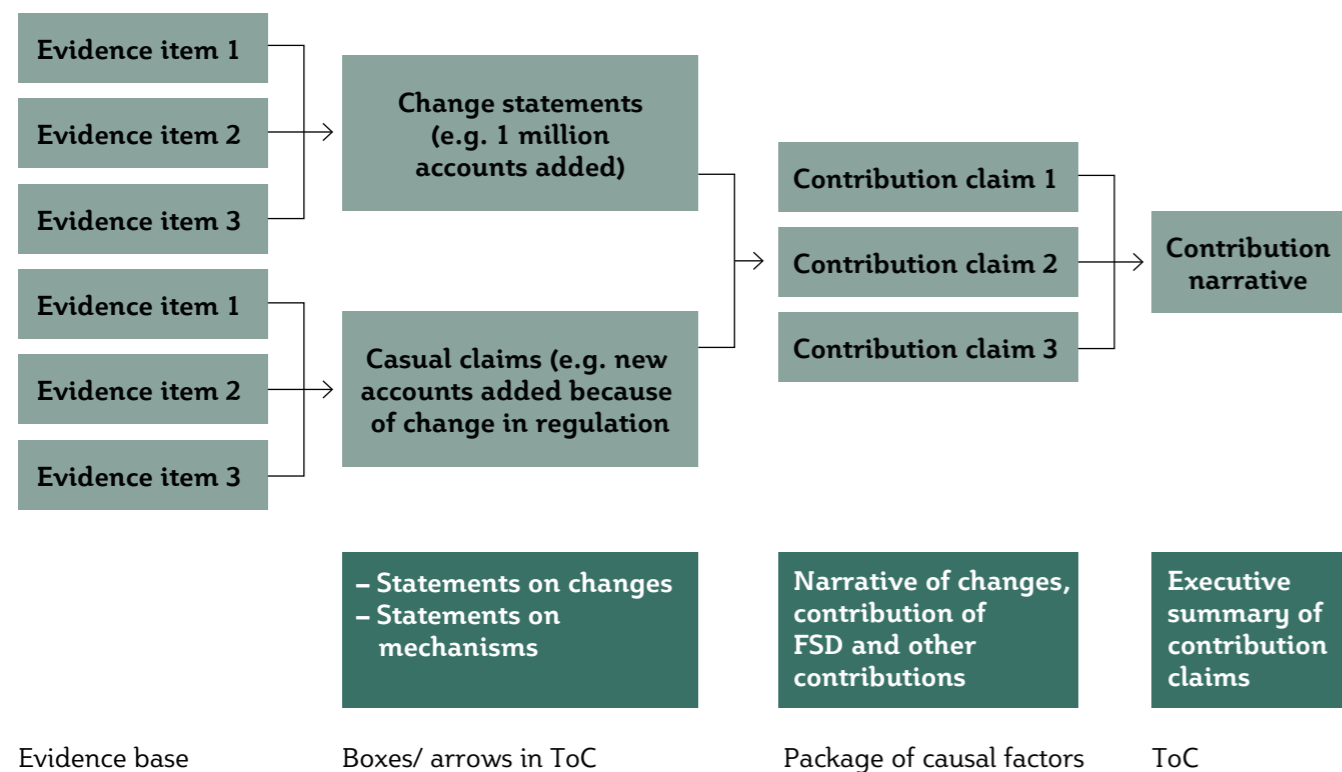 Evidence item 1
Evidence item 2
Evidence item 3
Evidence item 1
Evidence item 2
Evidence item 3
Change statements
(e.g. 1 million
accounts added)
Casual claims (e.g. new
accounts added because
of change in regulation
Contribution claim 1
Contribution claim 2
Contribution claim 3
Contribution
narrative
– Statements on changes
– Statements on
mechanisms
Narrative of changes,
contribution of
FSD and other
contributions
Executive
summary of
contribution
claims
Evidence base
Boxes/ arrows in ToC
Package of causal factors
ToC